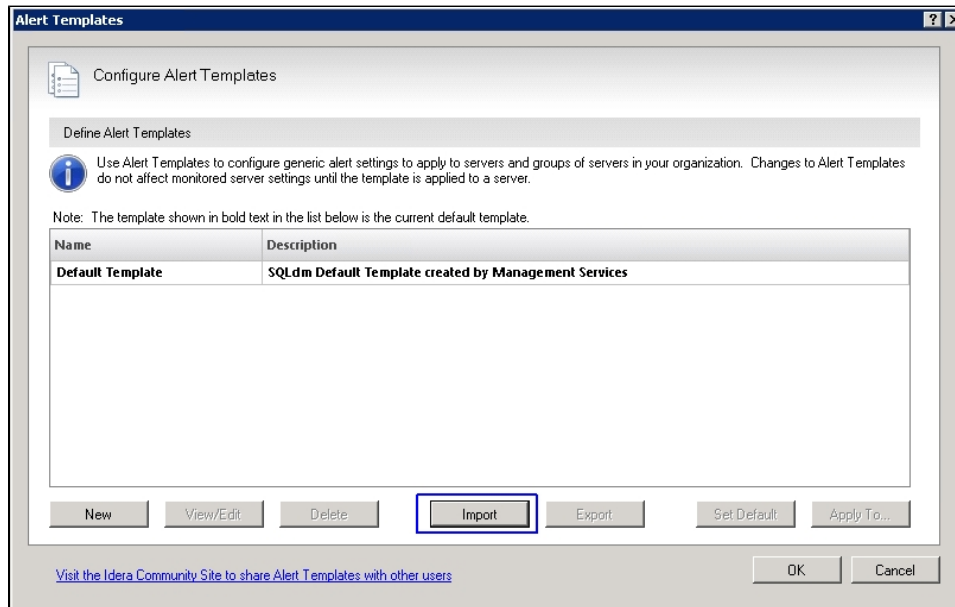 Alert Templates
Configure Alert Templates
Define Alert Templates
Use Alert Templates to configure generic alert settings to apply to servers and groups of servers in your organization. Changes to Alert Templates
do not affect monitored server settings until the template is applied to a server.
Note: The template shown in bold text in the list below is the current default template.
Name Description
Default Template SQLdm Default Template created by Management Services
New View/Edit Delete Import Export Set Default Apply To...
Visit the Idera Community Site to share Alert Templates with other users
OK Cancel